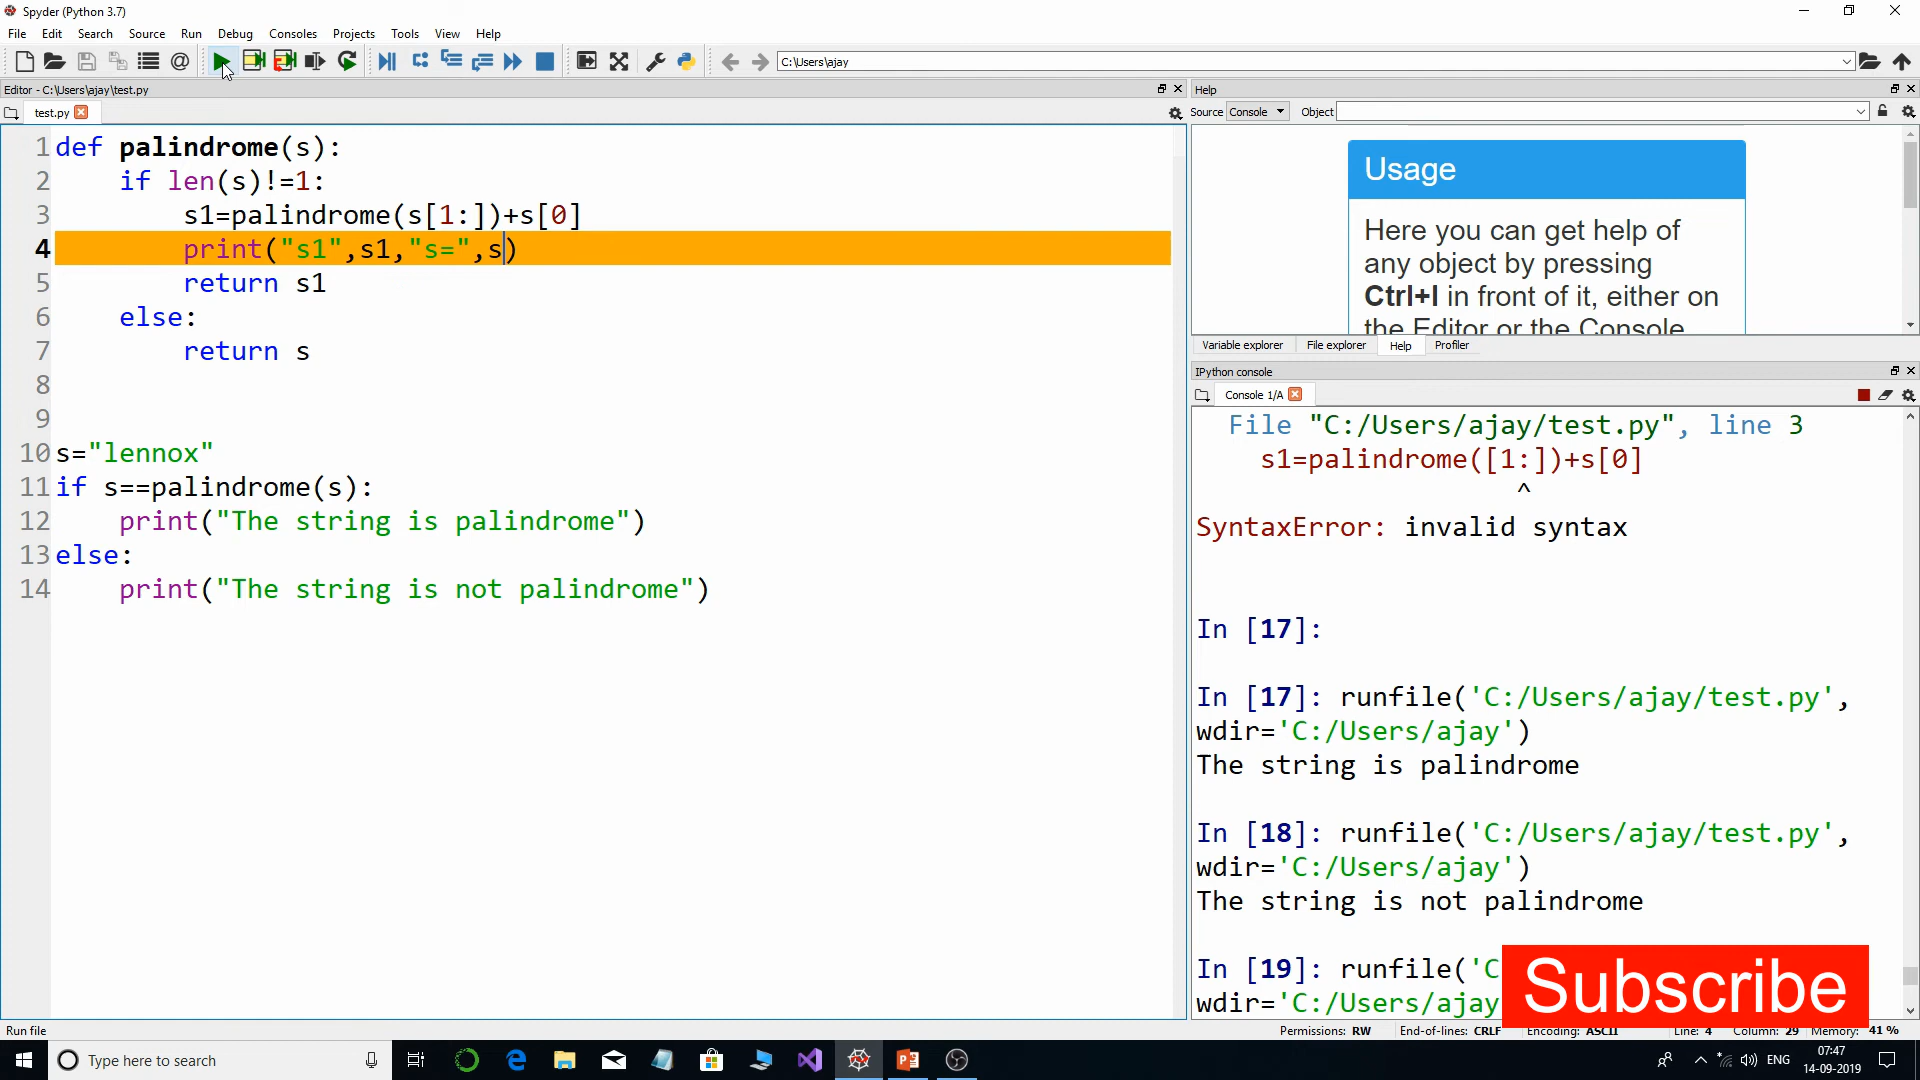 Spyder (Python 3.7)
File Edit Search Source Run Debug Consoles Projects Tools View Help
C:\Users\ajay
Editor - C:\Users\ajay\test.py
test.py
1 def palindrome(s):
2 if len(s)!=1:
3 s1=palindrome(s[1:])+s[0]
4 print("s1",s1,"s=",s)
5 return s1
6 else:
7 return s
8
9
10 s="lennox"
11 if s==palindrome(s):
12 print("The string is palindrome")
13 else:
14 print("The string is not palindrome")
Help
Source Console Object
Usage
Here you can get help of
any object by pressing
Ctrl+I in front of it, either on
the Editor or the Console
Variable explorer File explorer Help Profiler
IPython console
Console 1/A
File "C:/Users/ajay/test.py", line 3
s1=palindrome([1:])+s[0]
^
SyntaxError: invalid syntax
In [17]:
In [17]: runfile('C:/Users/ajay/test.py',
wdir='C:/Users/ajay')
The string is palindrome
In [18]: runfile('C:/Users/ajay/test.py',
wdir='C:/Users/ajay')
The string is not palindrome
In [19]: runfile('C
wdir='C:/Users/ajay
Subscribe
Run file
Permissions: RW End-of-lines: CRLF Encoding: ASCII Line: 4 Column: 29 Memory: 41 %
Type here to search
ENG
07:47
14-09-2019